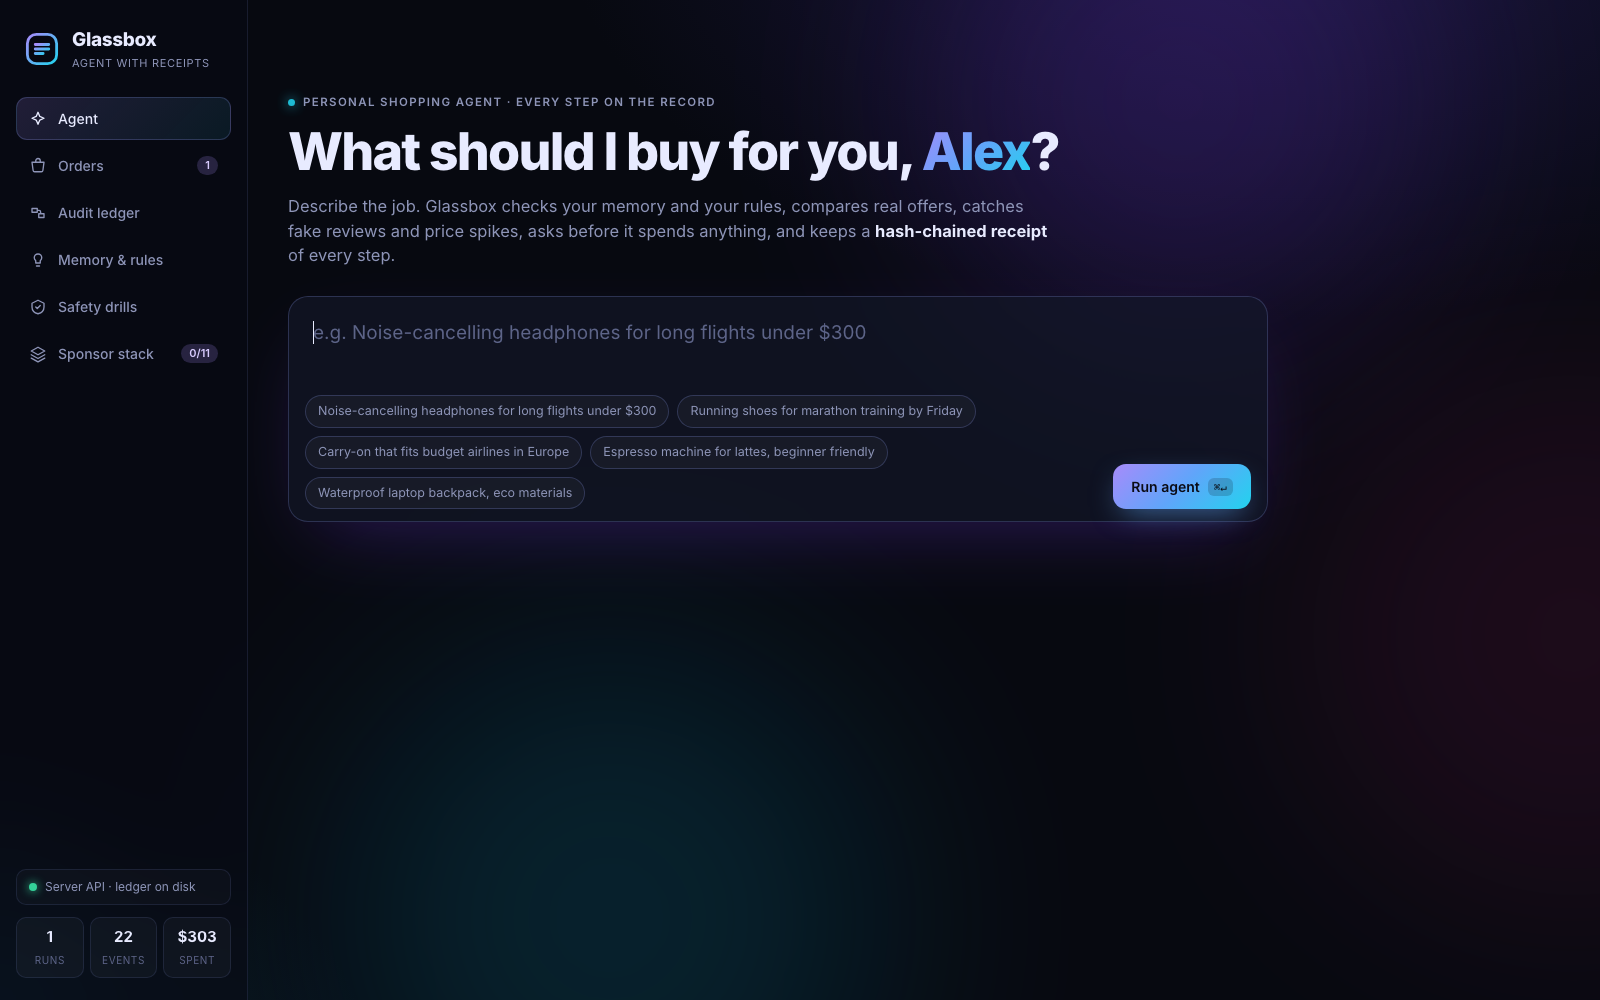 Glassbox
AGENT WITH RECEIPTS
Agent
Orders 1
Audit ledger
Memory & rules
Safety drills
Sponsor stack 0/11
Server API · ledger on disk
1 22 $303
RUNS EVENTS SPENT
PERSONAL SHOPPING AGENT · EVERY STEP ON THE RECORD
What should I buy for you, Alex?
Describe the job. Glassbox checks your memory and your rules, compares real offers, catches
fake reviews and price spikes, asks before it spends anything, and keeps a hash-chained receipt
of every step.
e.g. Noise-cancelling headphones for long flights under $300
Noise-cancelling headphones for long flights under $300 Running shoes for marathon training by Friday
Carry-on that fits budget airlines in Europe Espresso machine for lattes, beginner friendly
Waterproof laptop backpack, eco materials
Run agent ⌘↵